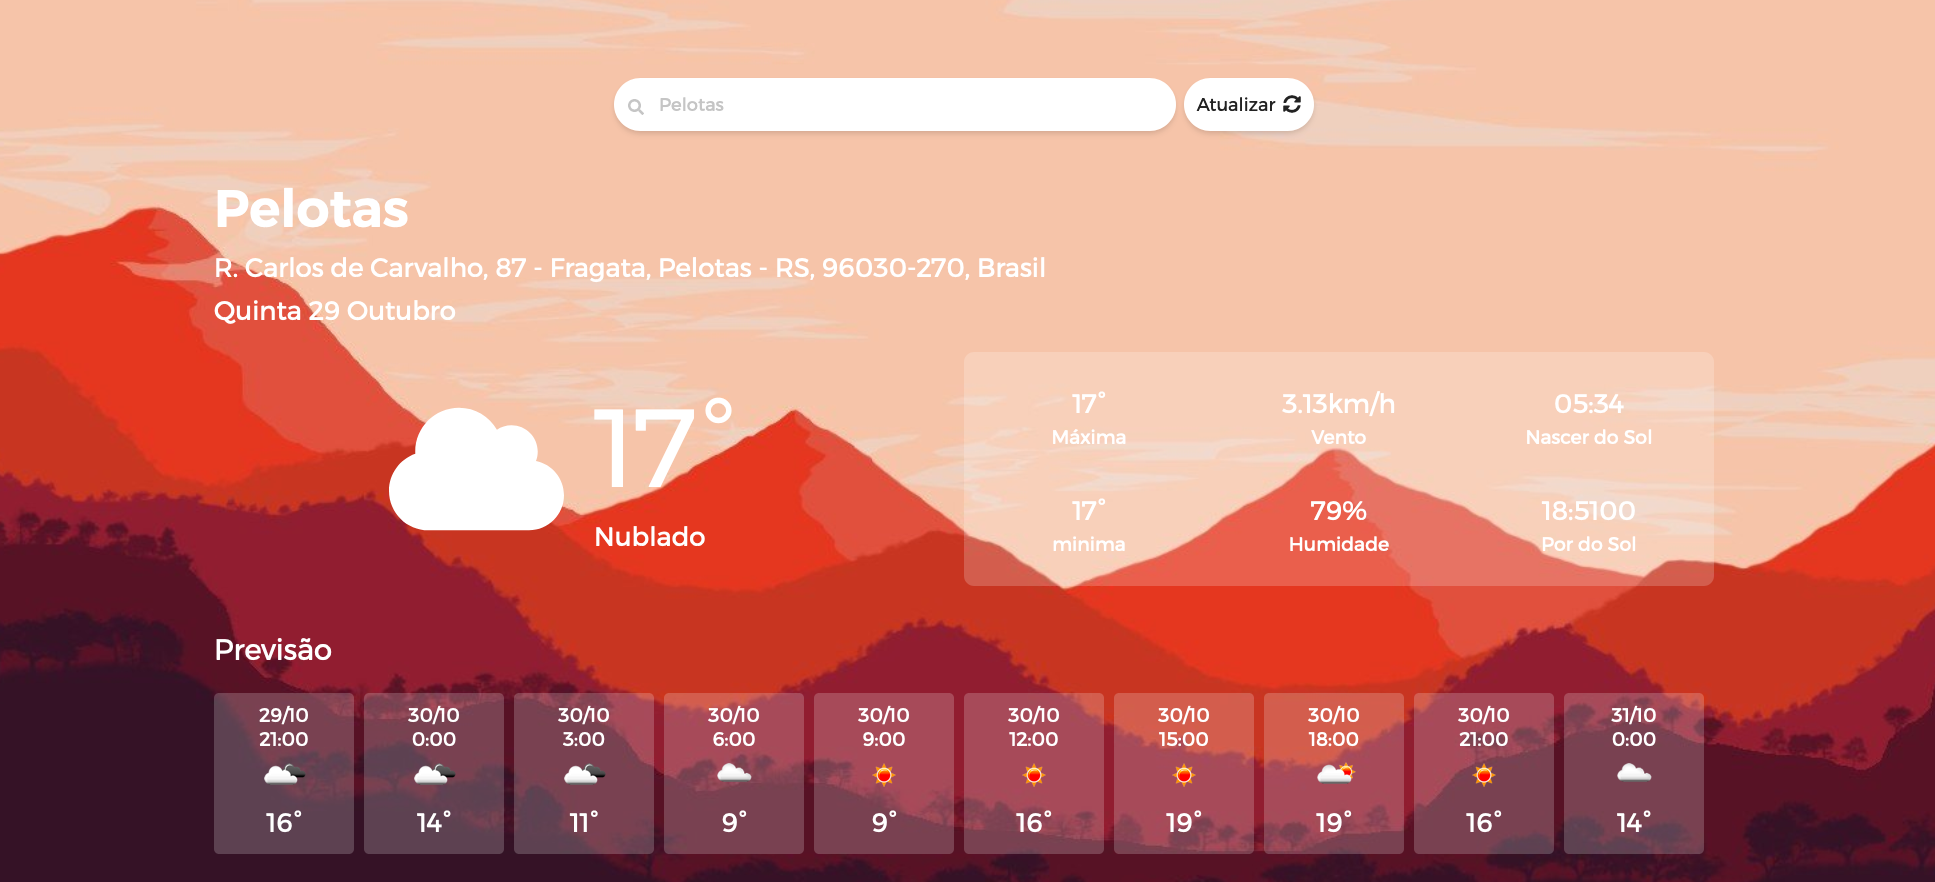 Pelotas
Atualizar
Pelotas
R. Carlos de Carvalho, 87 - Fragata, Pelotas - RS, 96030-270, Brasil
Quinta 29 Outubro
17°
Nublado
17° 3.13km/h 05:34
Máxima Vento Nascer do Sol
17° 79% 18:5100
minima Humidade Por do Sol
Previsão
29/10 30/10 30/10 30/10 30/10 30/10 30/10 30/10 30/10 31/10
21:00 0:00 3:00 6:00 9:00 12:00 15:00 18:00 21:00 0:00
16° 14° 11° 9° 9° 16° 19° 19° 16° 14°